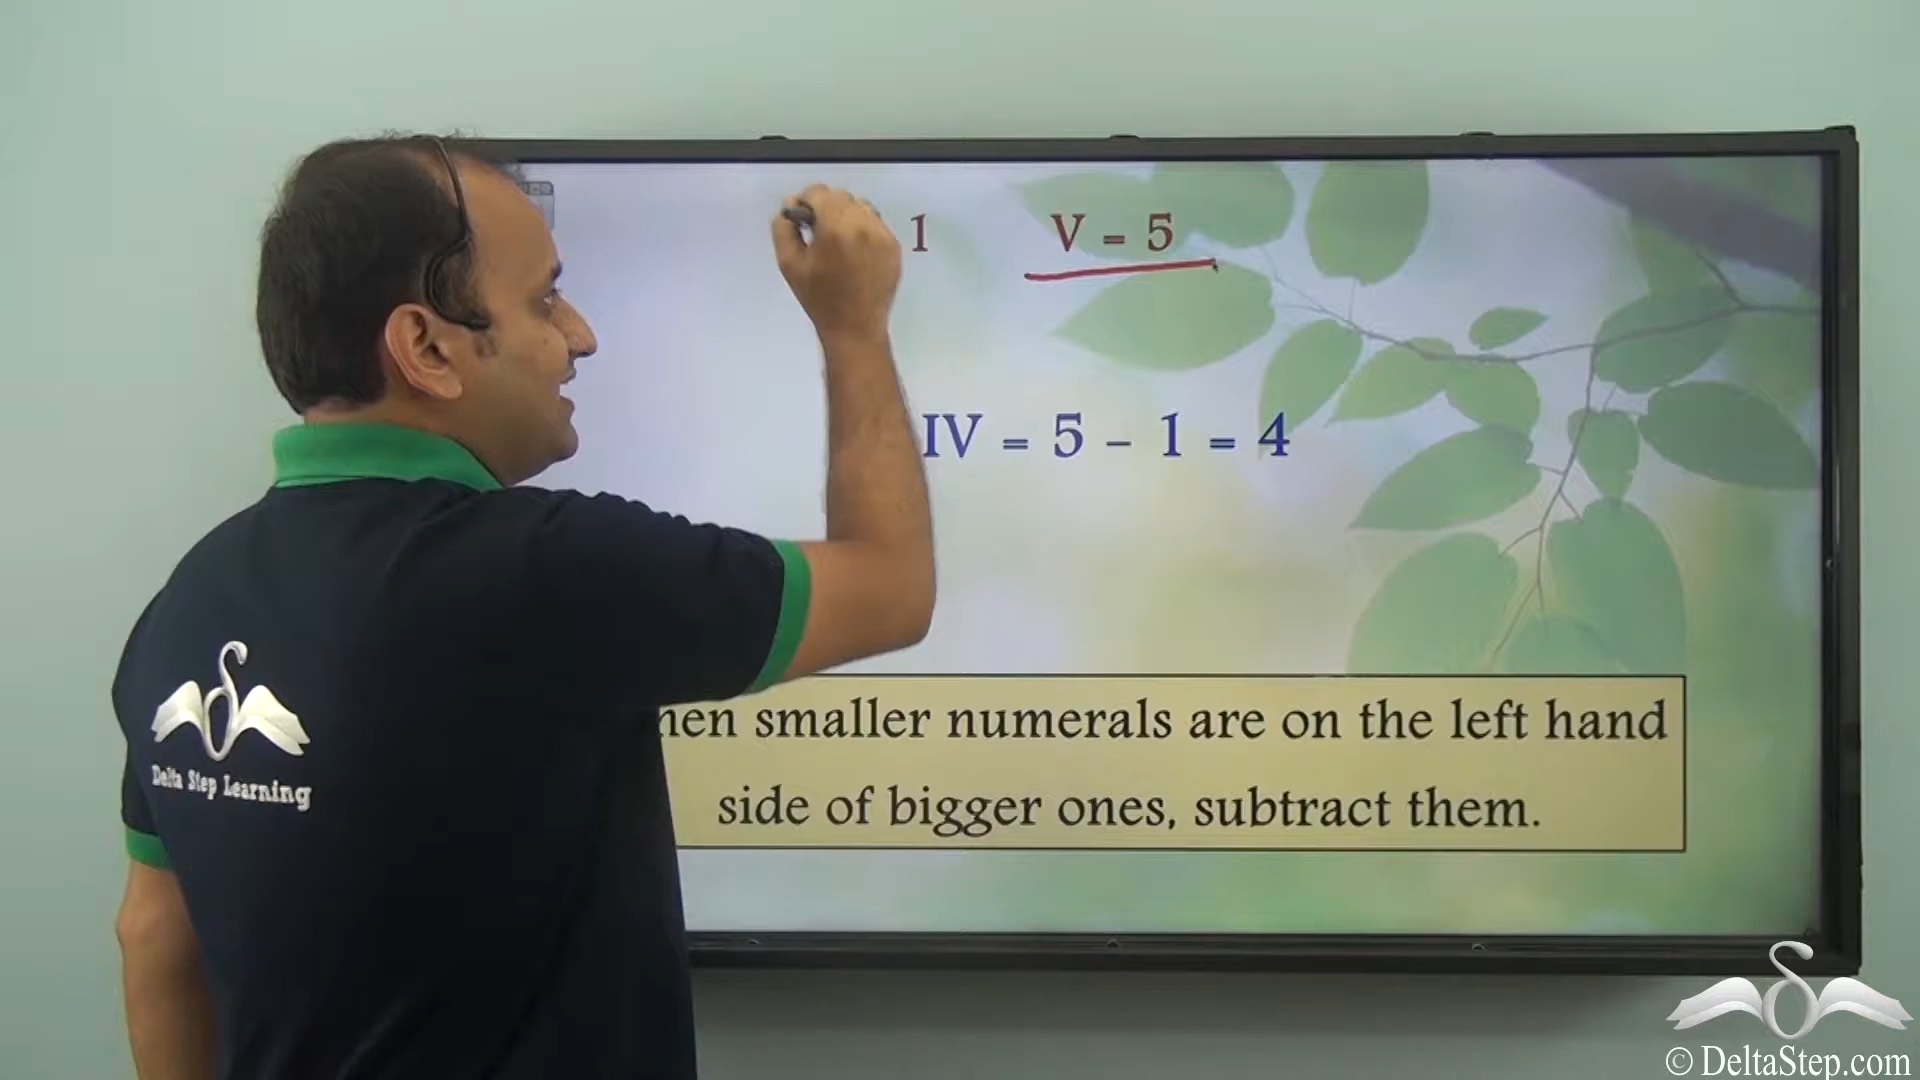 1 V = 5
IV = 5 - 1 = 4
smaller numerals are on the left hand
side of bigger ones, subtract them.
Delta Step Learning
© DeltaStep.com